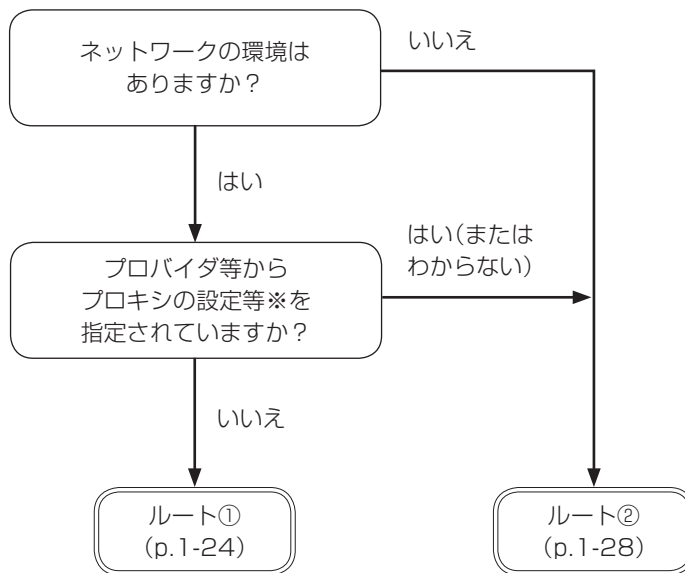 ネットワークの環境は
ありますか？
いいえ
はい
プロバイダ等から
プロキシの設定等※を
指定されていますか？
はい（または
わからない）
いいえ
ルート①
（p.1-24）
ルート②
（p.1-28）